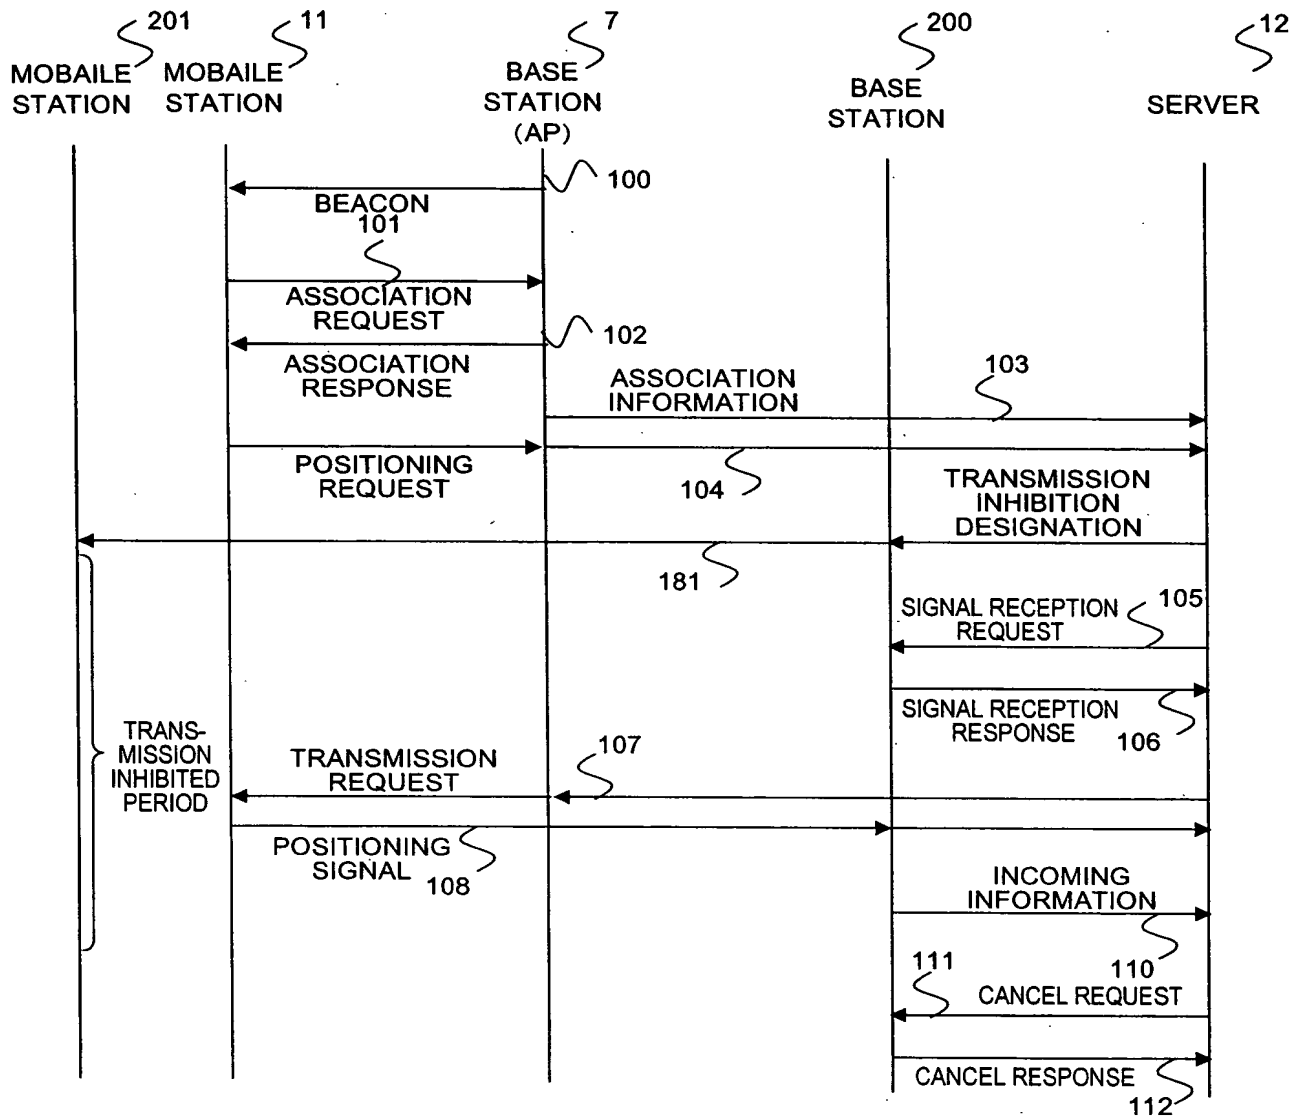 201
11
7
200
12
MOBAILE
STATION
MOBAILE
STATION
BASE
STATION
(AP)
BASE
STATION
SERVER
100
BEACON
101
ASSOCIATION
REQUEST
102
ASSOCIATION
RESPONSE
ASSOCIATION
INFORMATION
103
POSITIONING
REQUEST
104
TRANSMISSION
INHIBITION
DESIGNATION
181
SIGNAL RECEPTION
REQUEST
105
SIGNAL RECEPTION
RESPONSE
106
TRANS-
MISSION
INHIBITED
PERIOD
TRANSMISSION
REQUEST
107
POSITIONING
SIGNAL
108
INCOMING
INFORMATION
110
111
CANCEL REQUEST
CANCEL RESPONSE
112